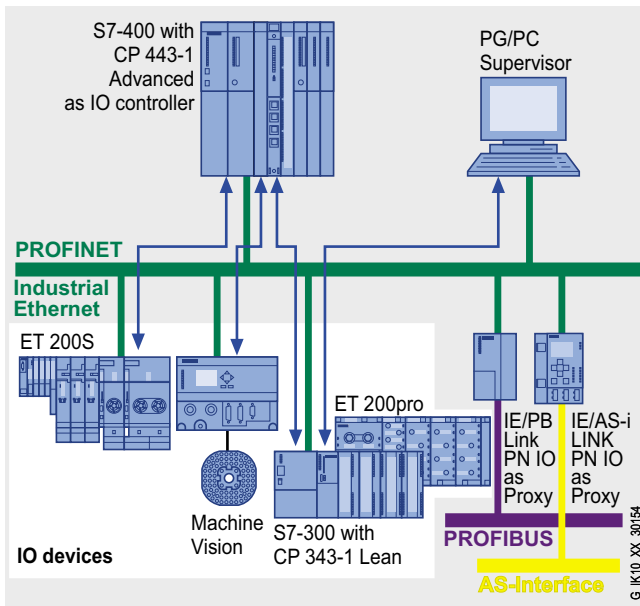 S7-400 with
CP 443-1
Advanced
as IO controller
PG/PC
Supervisor
PROFINET
Industrial
Ethernet
ET 200S
ET 200pro
IE/PB
Link
PN IO
as
Proxy
IE/AS-i
LINK
PN IO
as
Proxy
Machine
Vision
S7-300 with
CP 343-1 Lean
IO devices
PROFIBUS
AS-Interface
G_IK10_XX_30154